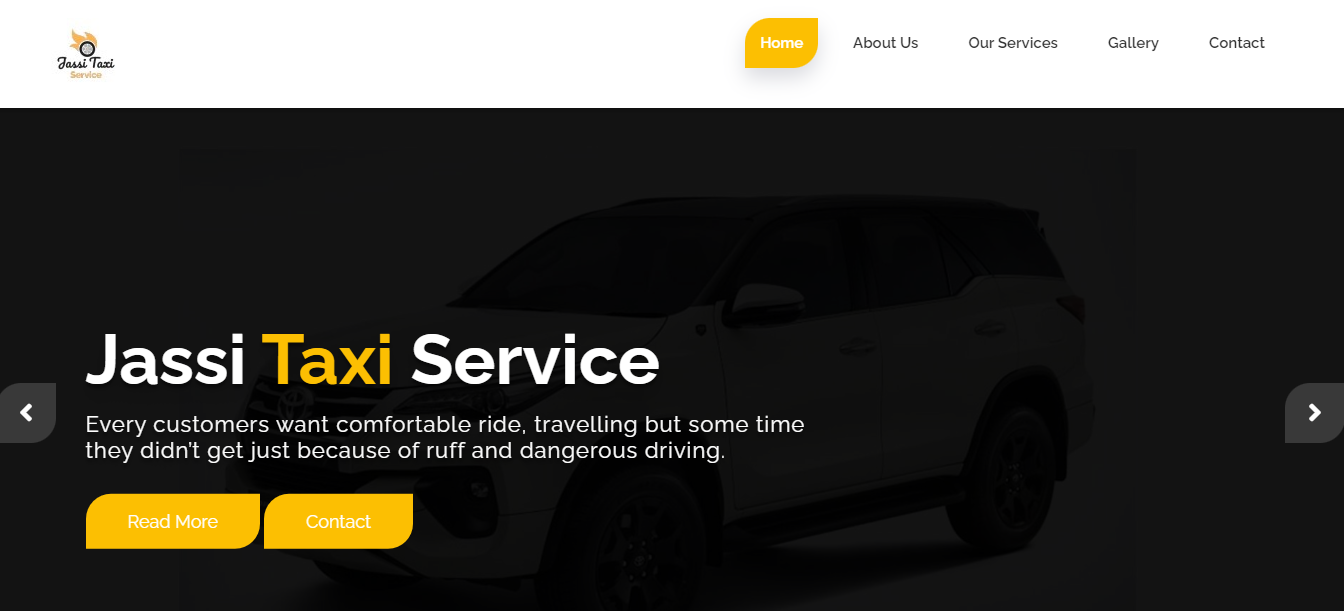 Jassi Taxi
Service
Home
About Us
Our Services
Gallery
Contact
Jassi Taxi Service
Every customers want comfortable ride, travelling but some time
they didn't get just because of ruff and dangerous driving.
Read More
Contact